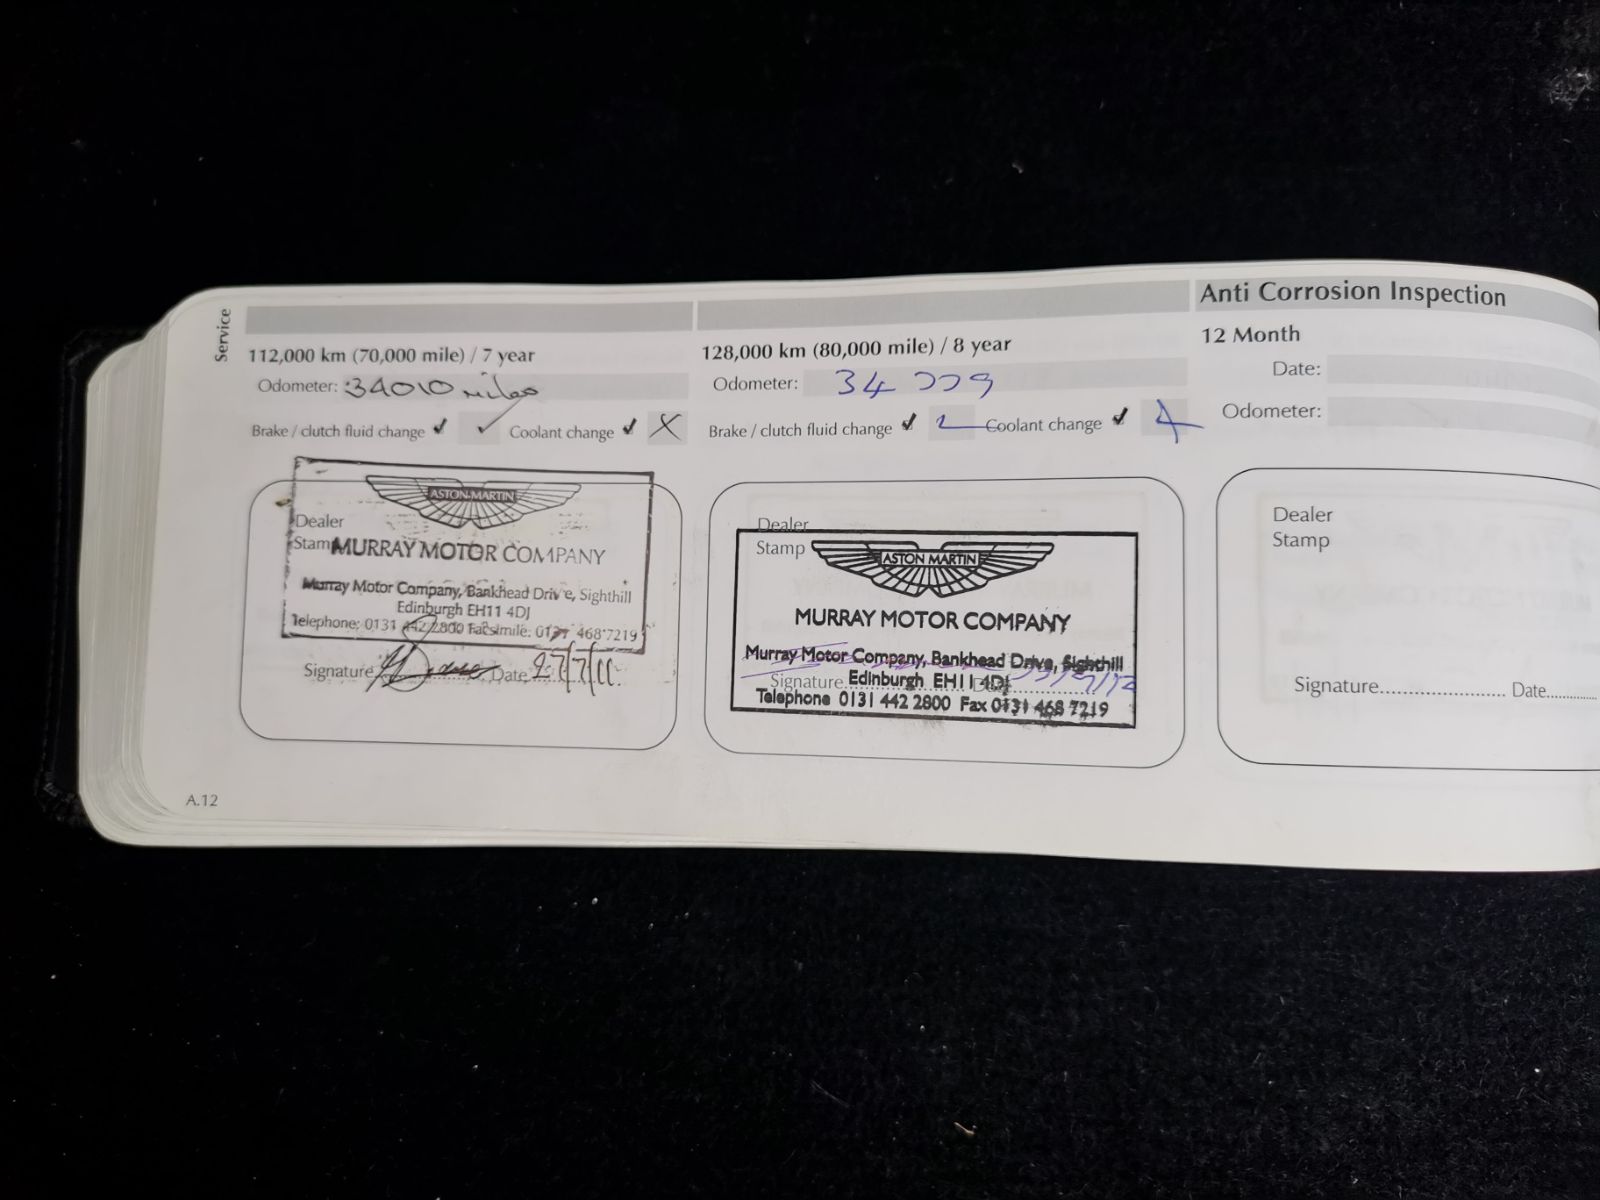 Service
112,000 km (70,000 mile) / 7 year
Odometer: 34010 miles
Brake / clutch fluid change ✓ ✓ Coolant change ✓ X
ASTON MARTIN
Dealer
Stamp
MURRAY MOTOR COMPANY
Murray Motor Company, Bankhead Drive, Sighthill
Edinburgh EH11 4DJ
Telephone: 0131 442 2800 Facsimile: 0131 468 7219
Signature Date 27/7/11
A.12
128,000 km (80,000 mile) / 8 year
Odometer: 34
Brake / clutch fluid change ✓ Coolant change ✓
Dealer
Stamp
ASTON MARTIN
MURRAY MOTOR COMPANY
Murray Motor Company, Bankhead Drive, Sighthill
Signature
Edinburgh EH11 4DJ
Telephone 0131 442 2800 Fax 0131 468 7219
Anti Corrosion Inspection
12 Month
Date:
Odometer:
Dealer
Stamp
Signature....................... Date.............